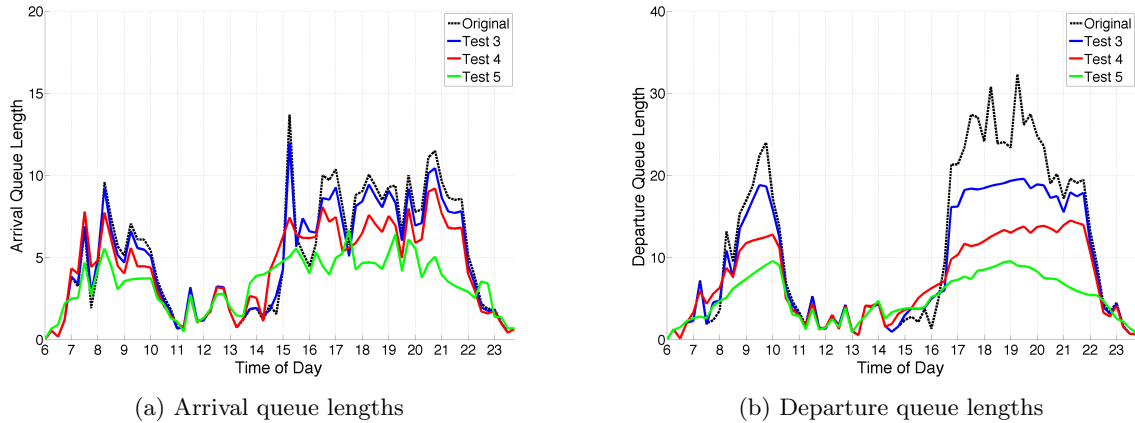 20
15
10
5
0
Arrival Queue Length
Original
Test 3
Test 4
Test 5
6 7 8 9 10 11 12 13 14 15 16 17 18 19 20 21 22 23
Time of Day
(a) Arrival queue lengths
40
30
20
10
0
Departure Queue Length
Original
Test 3
Test 4
Test 5
7 8 9 10 11 12 13 14 15 16 17 18 19 20 21 22 23
6
Time of Day
(b) Departure queue lengths